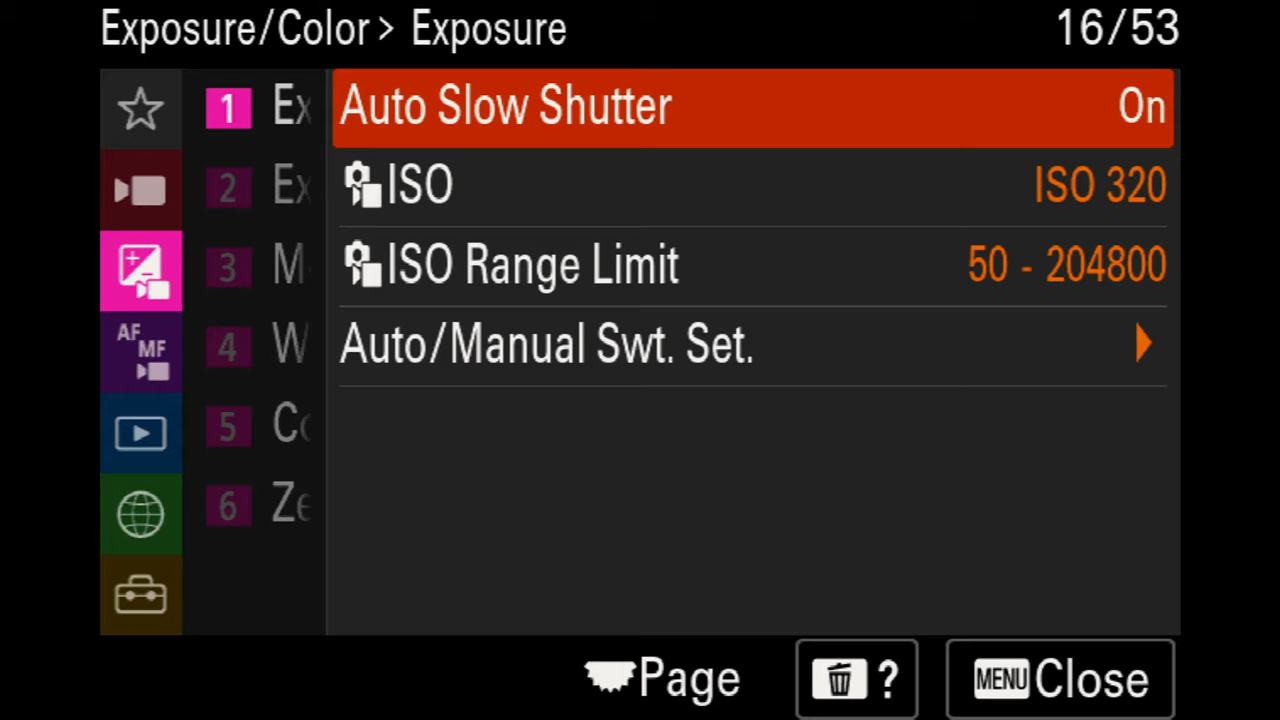 Exposure/Color > Exposure 16/53
1 Ex Auto Slow Shutter On
2 Ex ISO ISO 320
3 M ISO Range Limit 50 - 204800
4 W Auto/Manual Swt. Set.
5 Co
6 Ze
AF
MF
Page ? MENU Close